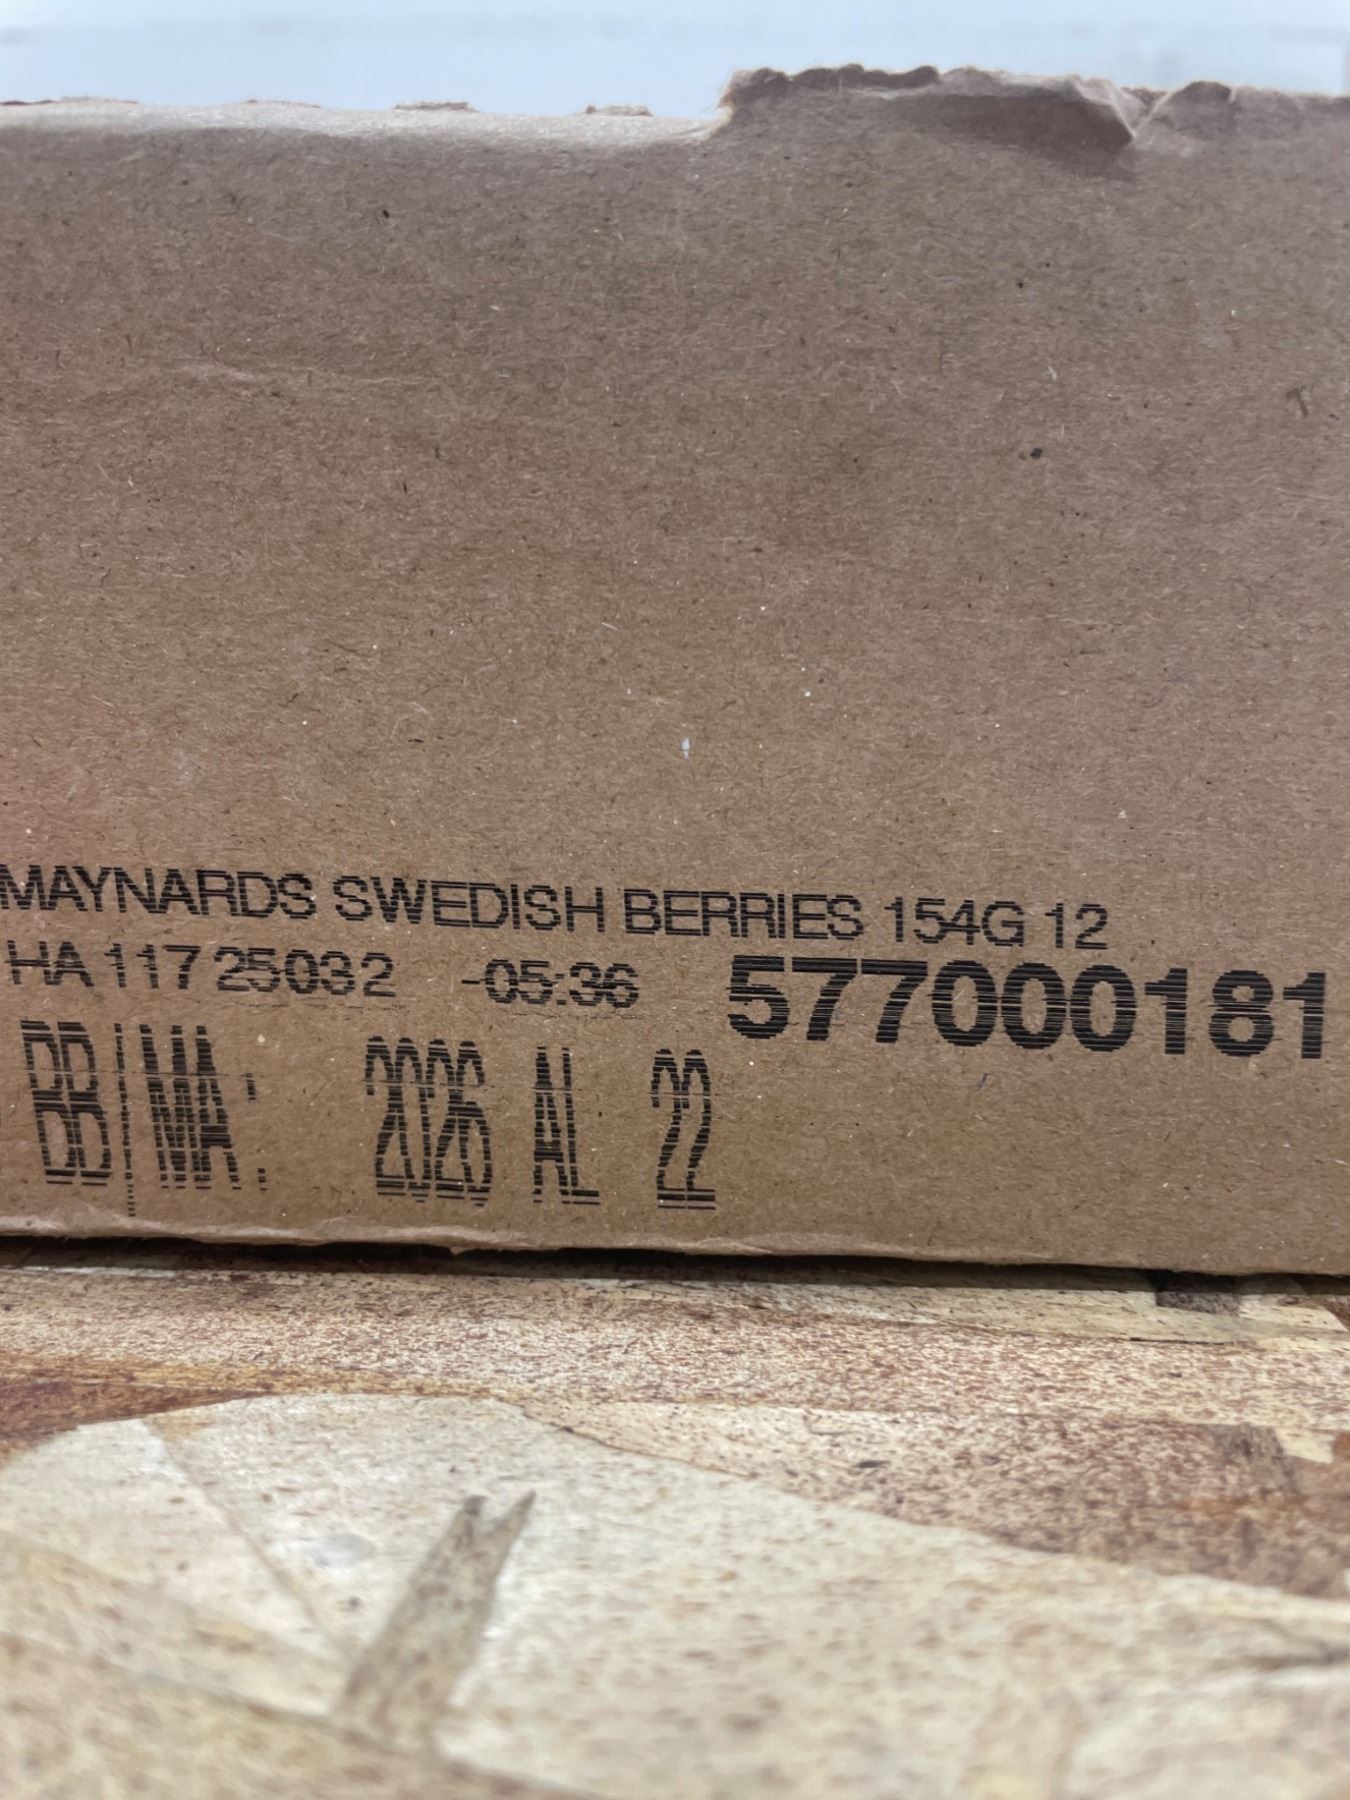 MAYNARDS SWEDISH BERRIES 154G 12
HA 117 25032 -05:36 577000181
BB / MA: 2026 AL 22